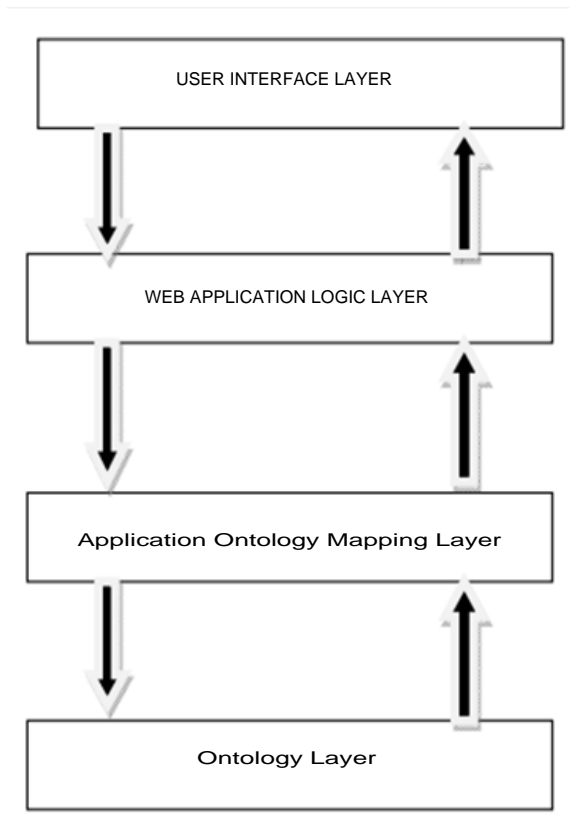 USER INTERFACE LAYER
WEB APPLICATION LOGIC LAYER
Application Ontology Mapping Layer
Ontology Layer